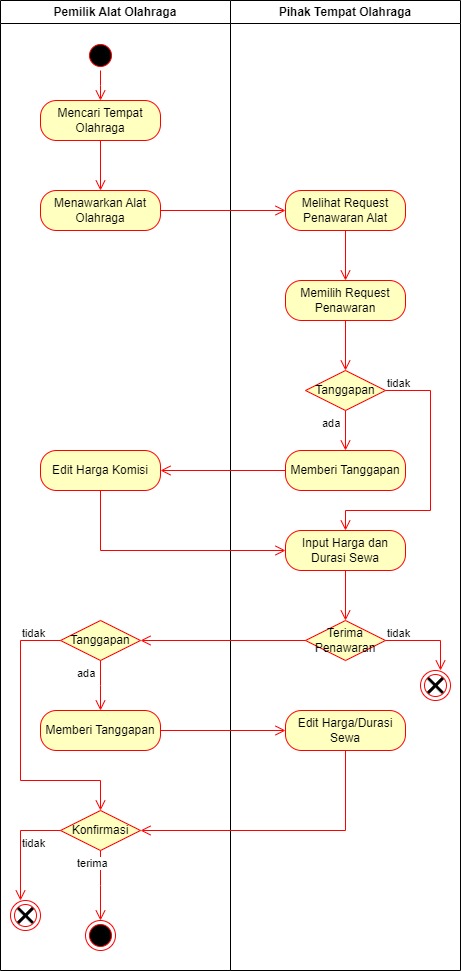 Pemilik Alat Olahraga
Pihak Tempat Olahraga
Mencari Tempat
Olahraga
Menawarkan Alat
Olahraga
Melihat Request
Penawaran Alat
Memilih Request
Penawaran
Tanggapan
tidak
ada
Memberi Tanggapan
Edit Harga Komisi
Input Harga dan
Durasi Sewa
Terima
Penawaran
tidak
Tanggapan
tidak
ada
Memberi Tanggapan
Edit Harga/Durasi
Sewa
Konfirmasi
tidak
terima